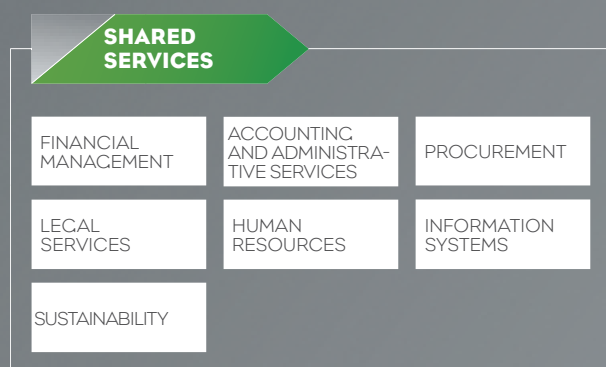 SHARED
SERVICES
FINANCIAL
MANAGEMENT
ACCOUNTING
AND ADMINISTRA-
TIVE SERVICES
PROCUREMENT
LEGAL
SERVICES
HUMAN
RESOURCES
INFORMATION
SYSTEMS
SUSTAINABILITY